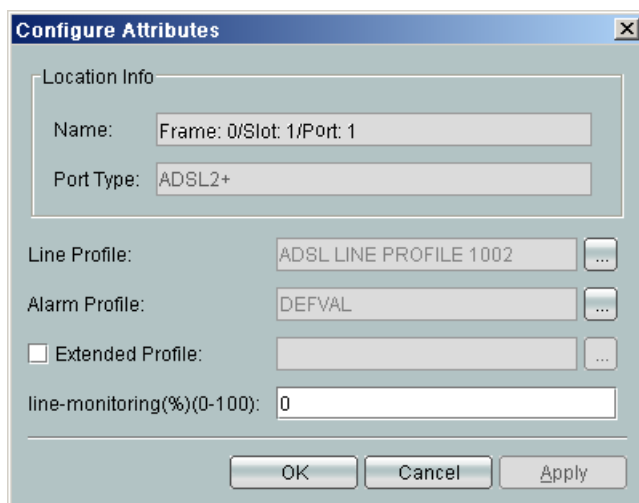 Configure Attributes
Location Info
Name: Frame: 0/Slot: 1/Port: 1
Port Type: ADSL2+
Line Profile: ADSL LINE PROFILE 1002 ...
Alarm Profile: DEFVAL ...
Extended Profile: ...
line-monitoring(%)(0-100): 0
OK Cancel Apply